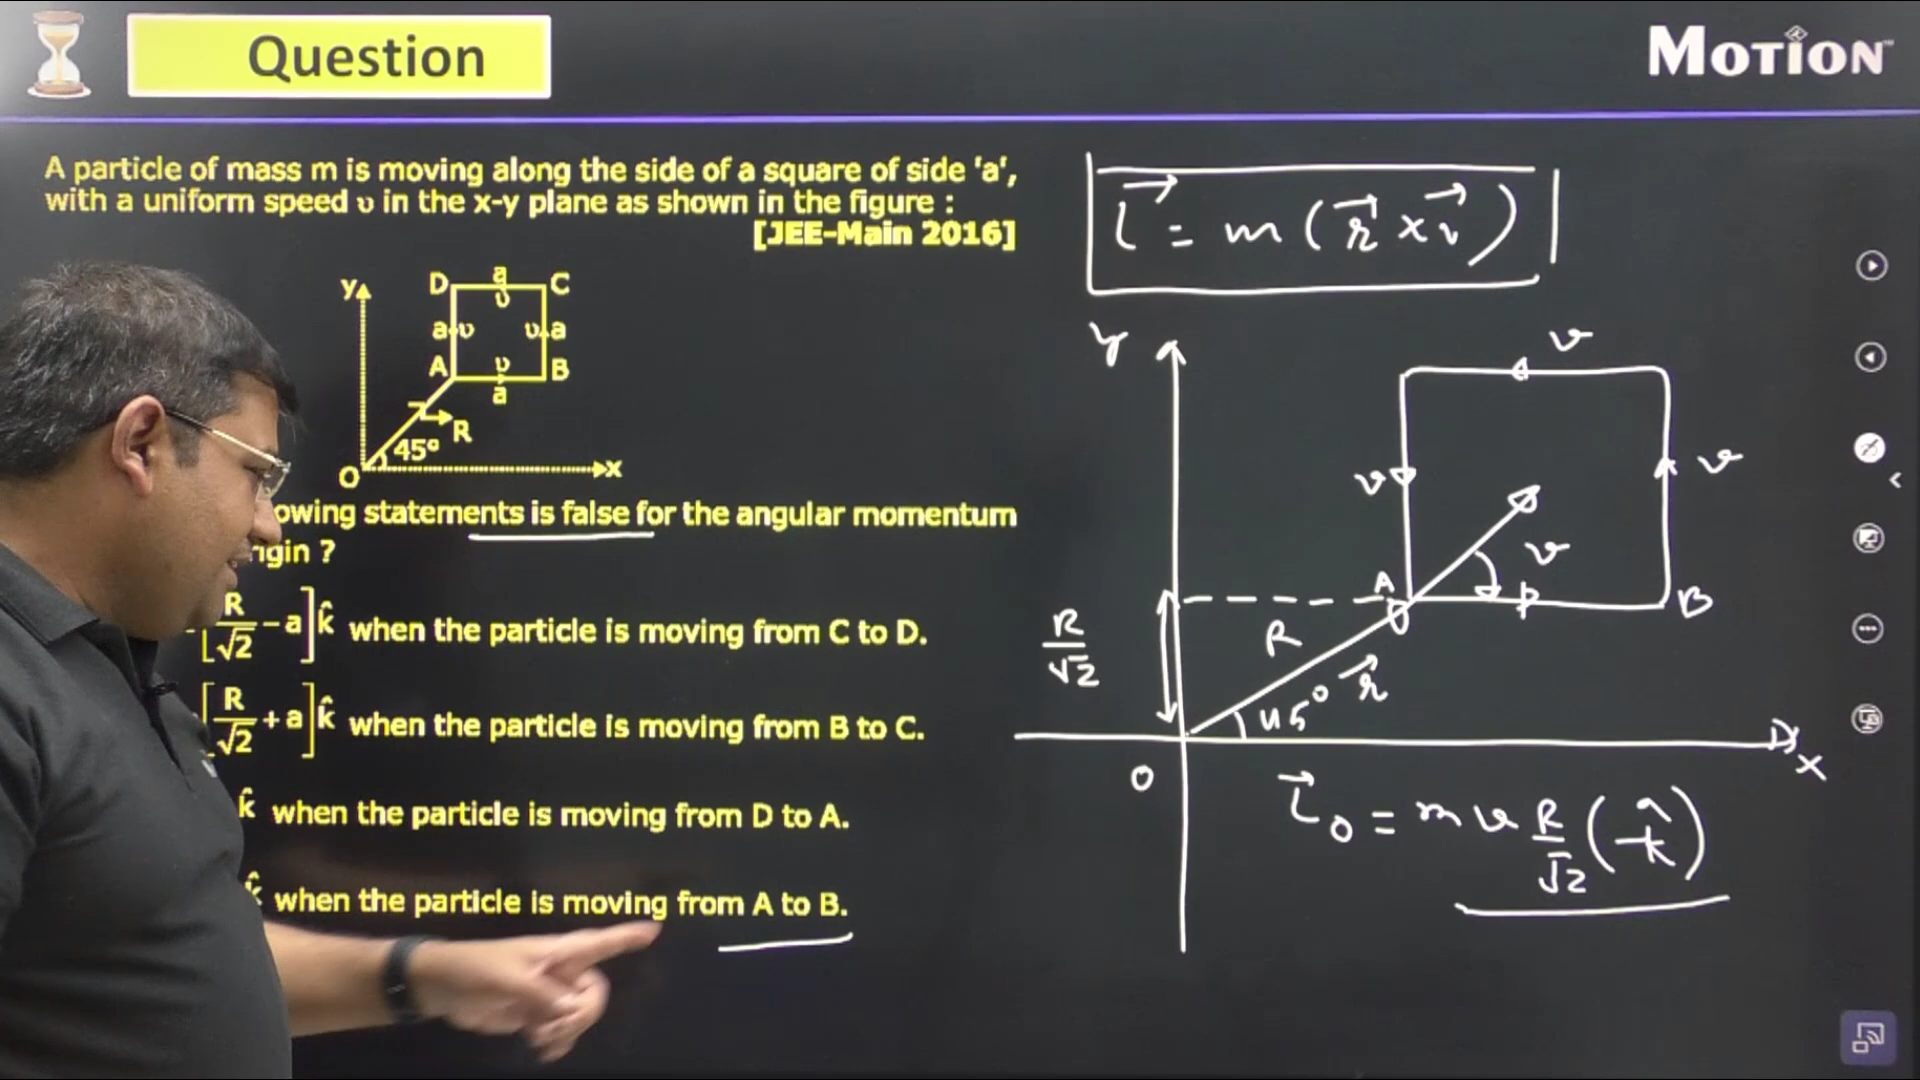 Question
MOTION
A particle of mass m is moving along the side of a square of side 'a',
with a uniform speed υ in the x-y plane as shown in the figure :
[JEE-Main 2016]
y
D a C
υ
a υ υ a
A υ B
a
R
45°
O x
owing statements is false for the angular momentum
igin ?
[R/√2 − a] k̂ when the particle is moving from C to D.
[R/√2 + a] k̂ when the particle is moving from B to C.
k̂ when the particle is moving from D to A.
k̂ when the particle is moving from A to B.
L⃗ = m (r⃗ × v⃗)
Y
v
v v
A v B
R/√2 R
45° r⃗
O x
L⃗₀ = m v R/√2 (−k̂)